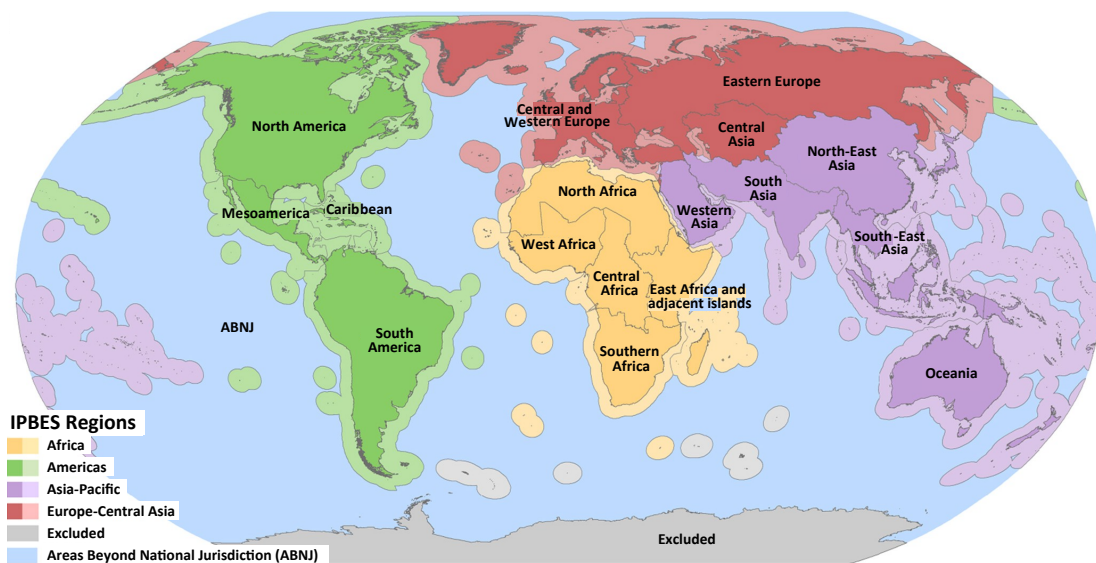 Eastern Europe
Central and
Western Europe
North America
Central
Asia
North-East
Asia
North Africa
South
Asia
Mesoamerica
Caribbean
Western
Asia
West Africa
South-East
Asia
Central
Africa
East Africa and
adjacent islands
ABNJ
South
America
Southern
Africa
Oceania
IPBES Regions
Africa
Americas
Asia-Pacific
Europe-Central Asia
Excluded
Areas Beyond National Jurisdiction (ABNJ)
Excluded